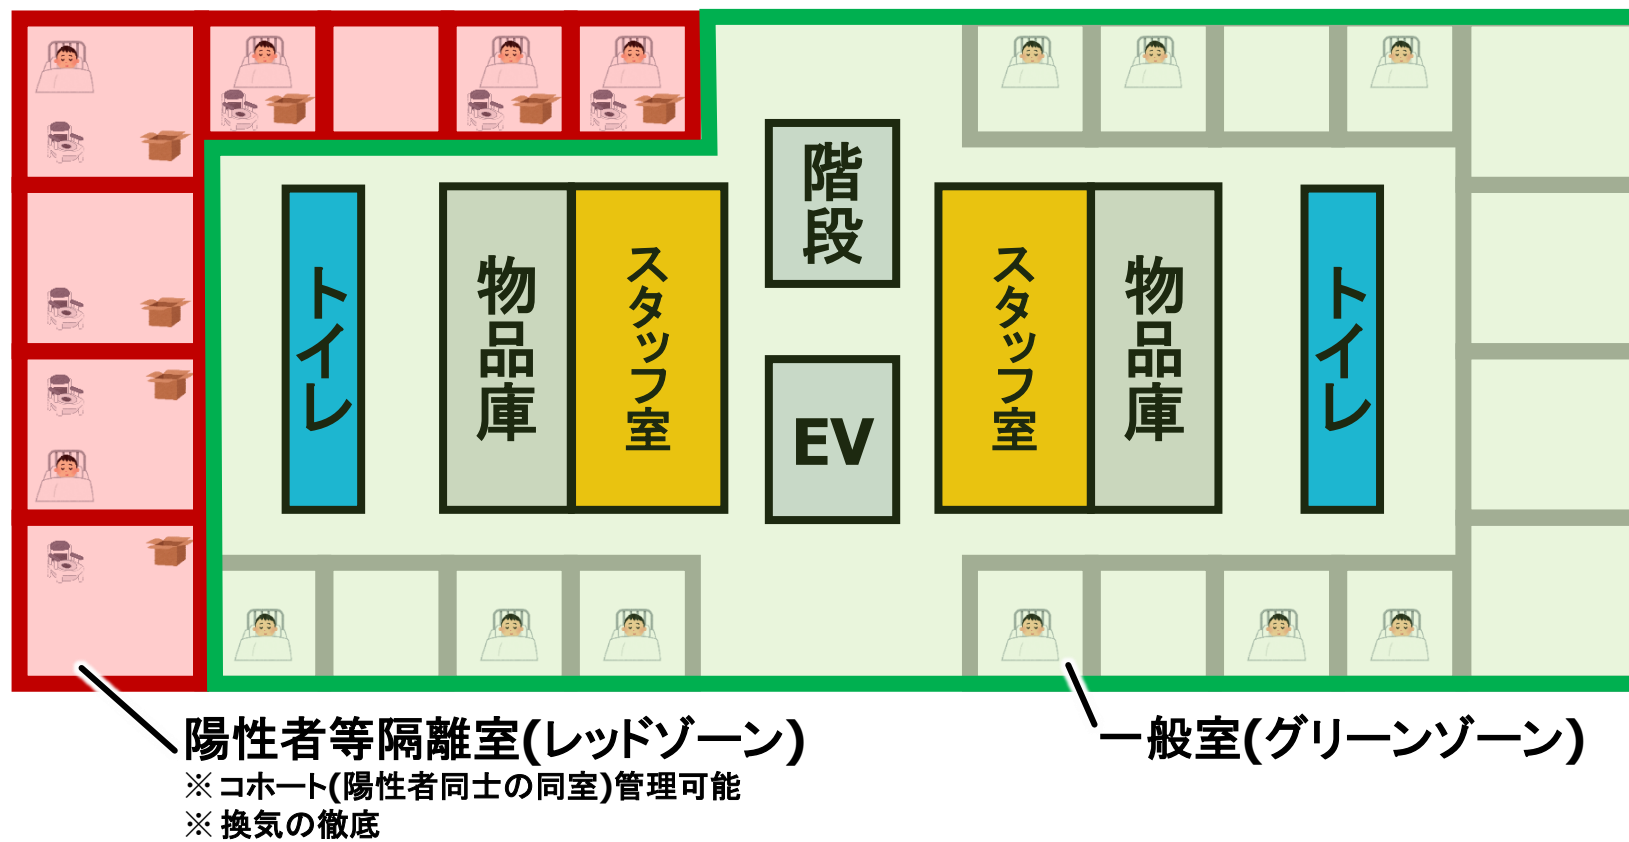 階段
トイレ
物品庫
スタッフ室
EV
スタッフ室
物品庫
トイレ
陽性者等隔離室(レッドゾーン)
※コホート(陽性者同士の同室)管理可能
※換気の徹底
一般室(グリーンゾーン)